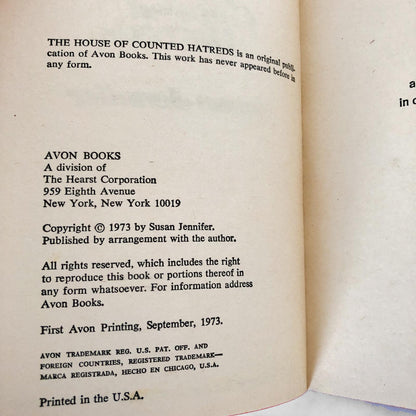 THE HOUSE OF COUNTED HATREDS is an original publi-
cation of Avon Books. This work has never appeared before in
any form.
AVON BOOKS
A division of
The Hearst Corporation
959 Eighth Avenue
New York, New York 10019
Copyright © 1973 by Susan Jennifer.
Published by arrangement with the author.
All rights reserved, which includes the right
to reproduce this book or portions thereof in
any form whatsoever. For information address
Avon Books.
First Avon Printing, September, 1973.
AVON TRADEMARK REG. U.S. PAT. OFF. AND
FOREIGN COUNTRIES, REGISTERED TRADEMARK—
MARCA REGISTRADA, HECHO EN CHICAGO, U.S.A.
Printed in the U.S.A.
a
in